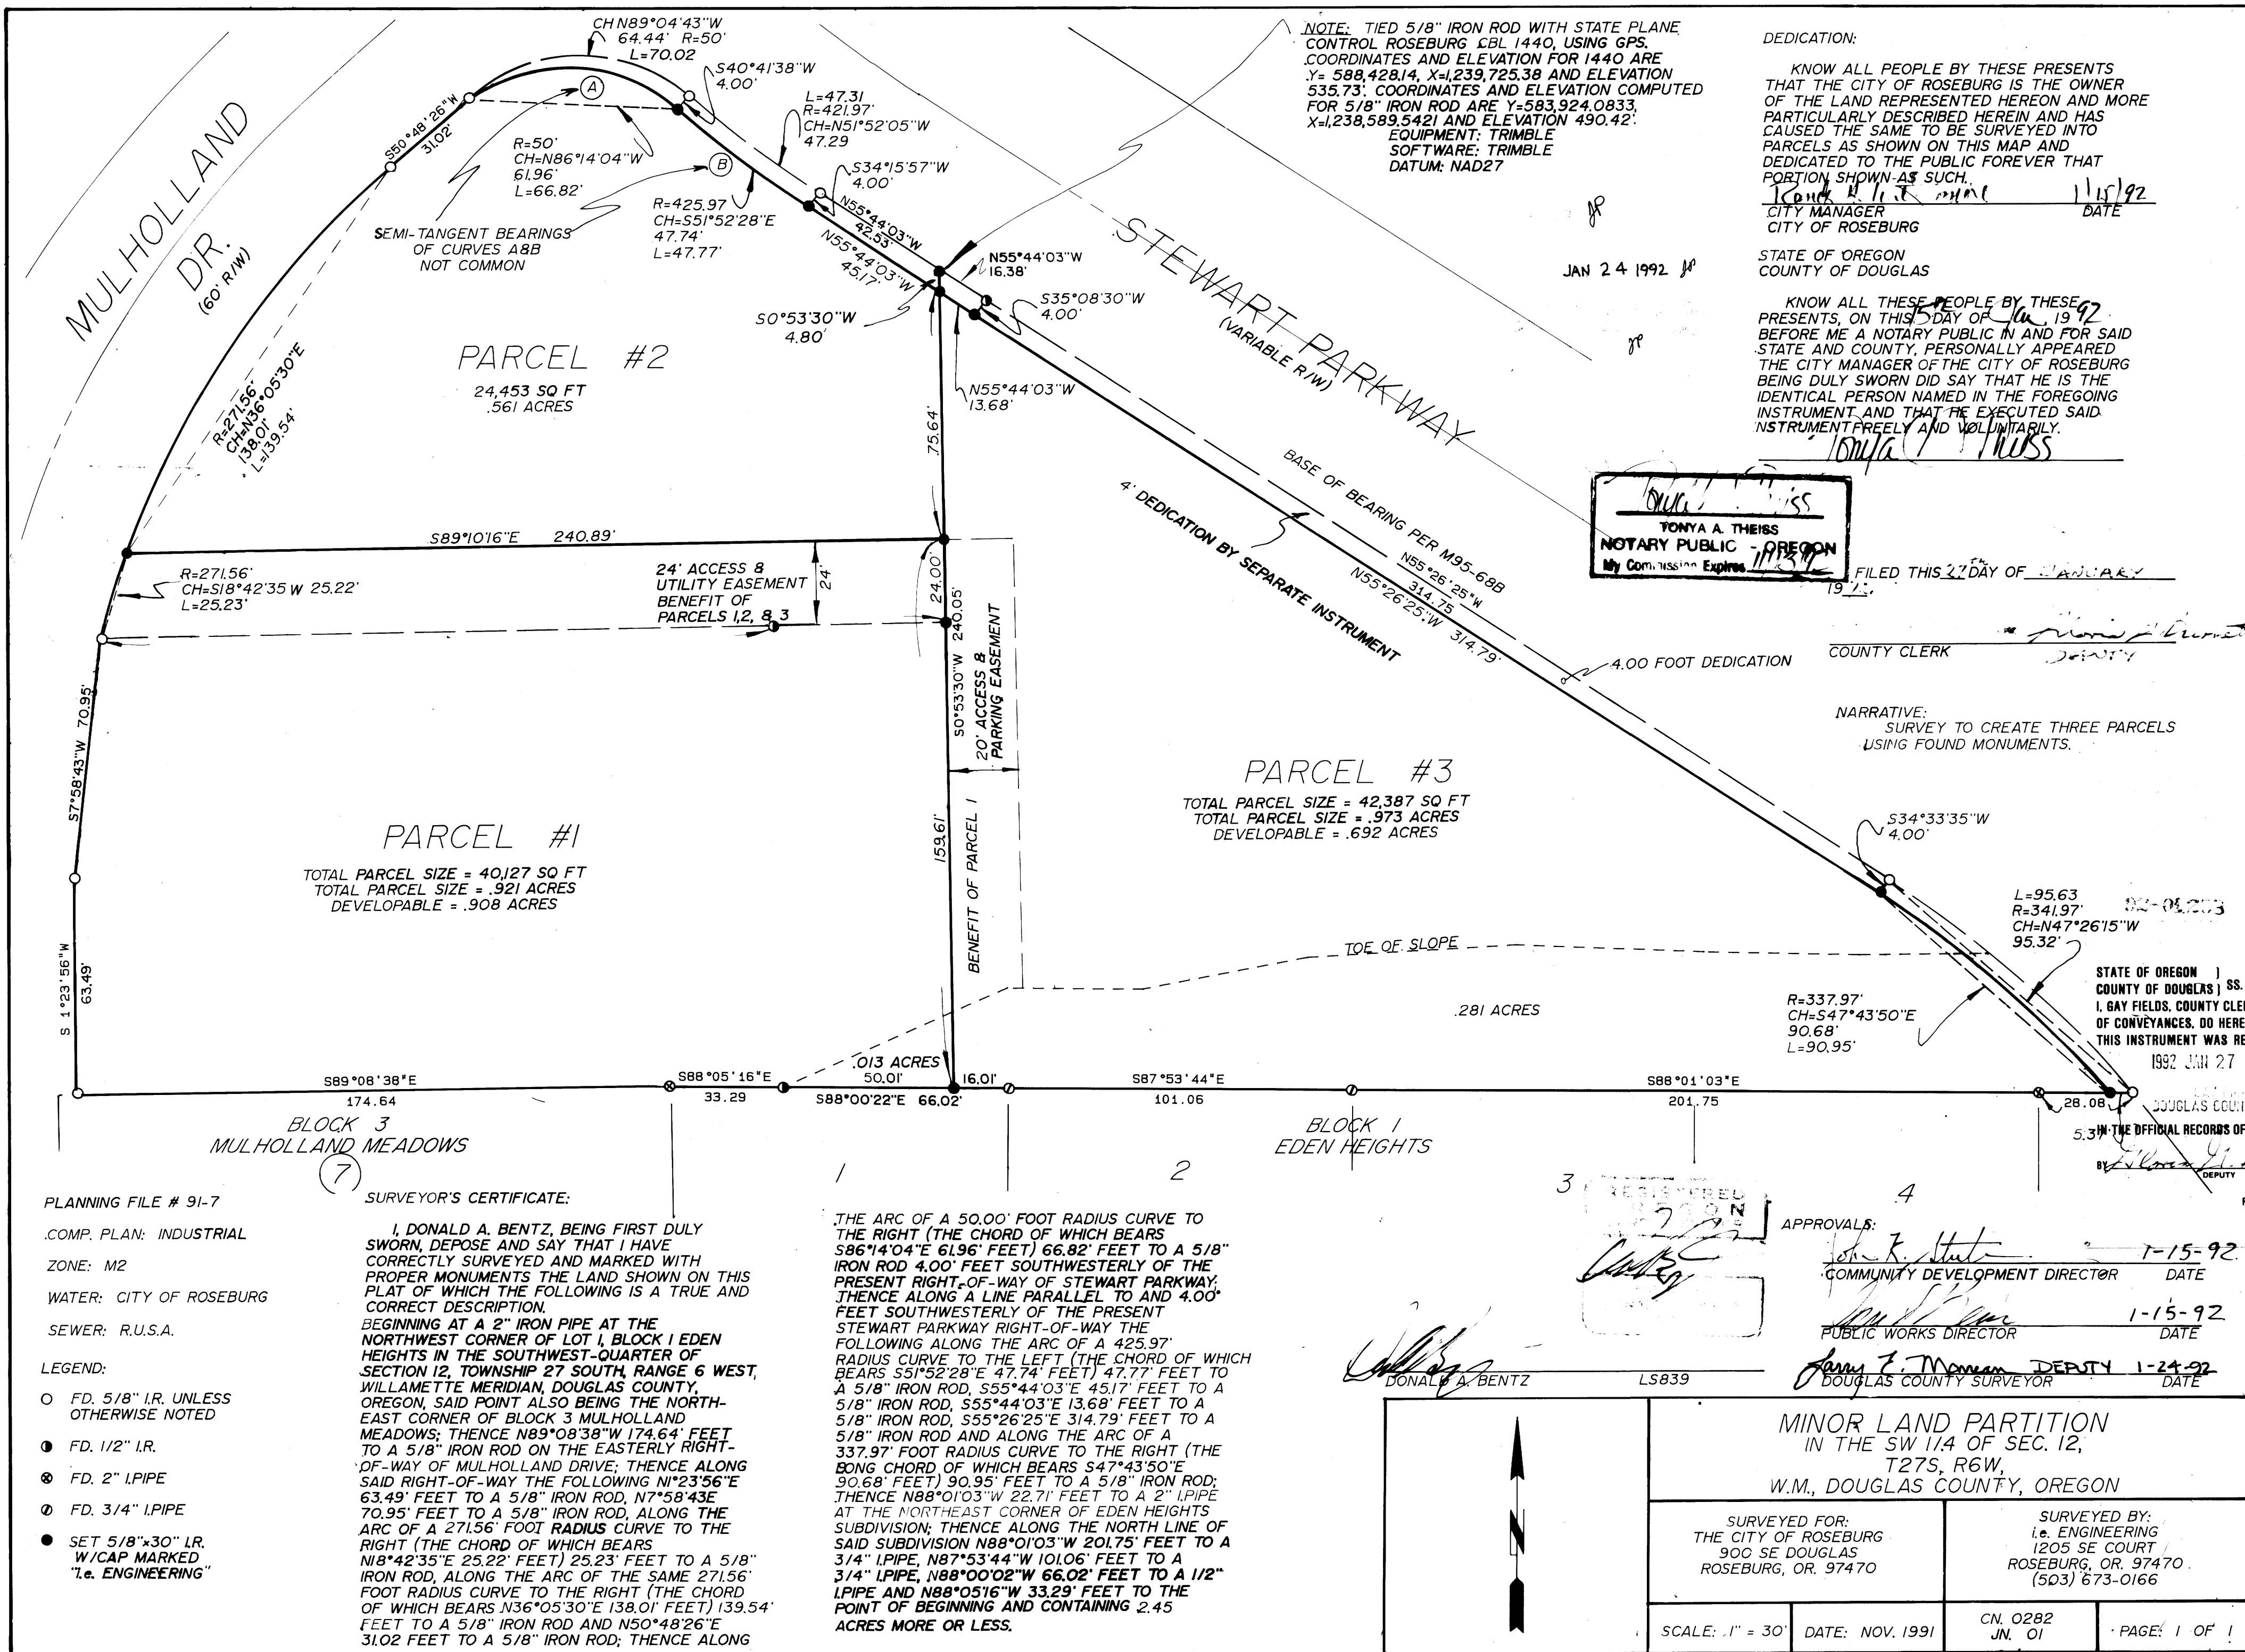 CH N89°04'43"W
64.44' R=50'
L=70.02
S40°41'38"W
4.00'
L=47.31
R=421.97'
CH=N51°52'05"W
47.29
S34°15'57"W
4.00'
S50°48'26"W
31.02'
A
R=50'
CH=N86°14'04"W
61.96'
L=66.82'
B
R=425.97
CH=S51°52'28"E
47.74'
L=47.77'
SEMI-TANGENT BEARINGS
OF CURVES A&B
NOT COMMON
MULHOLLAND
DR.
(60' R/W)
N55°44'03"W
42.53'
N55°44'03"W
45.17'
N55°44'03"W
16.38'
S35°08'30"W
4.00'
S0°53'30"W
4.80'
N55°44'03"W
13.68'
STEWART PARKWAY
(VARIABLE R/W)
NOTE: TIED 5/8" IRON ROD WITH STATE PLANE
CONTROL ROSEBURG CBL 1440, USING GPS.
COORDINATES AND ELEVATION FOR 1440 ARE
Y= 588,428.14, X=1,239,725.38 AND ELEVATION
535.73'. COORDINATES AND ELEVATION COMPUTED
FOR 5/8" IRON ROD ARE Y=583,924.0833,
X=1,238,589.5421 AND ELEVATION 490.42'.
EQUIPMENT: TRIMBLE
SOFTWARE: TRIMBLE
DATUM: NAD27
JAN 24 1992
DEDICATION:
KNOW ALL PEOPLE BY THESE PRESENTS
THAT THE CITY OF ROSEBURG IS THE OWNER
OF THE LAND REPRESENTED HEREON AND MORE
PARTICULARLY DESCRIBED HEREIN AND HAS
CAUSED THE SAME TO BE SURVEYED INTO
PARCELS AS SHOWN ON THIS MAP AND
DEDICATED TO THE PUBLIC FOREVER THAT
PORTION SHOWN AS SUCH.
1/15/92
CITY MANAGER DATE
CITY OF ROSEBURG
STATE OF OREGON
COUNTY OF DOUGLAS
KNOW ALL THESE PEOPLE BY THESE
PRESENTS, ON THIS 15th DAY OF Jan, 1992
BEFORE ME A NOTARY PUBLIC IN AND FOR SAID
STATE AND COUNTY, PERSONALLY APPEARED
THE CITY MANAGER OF THE CITY OF ROSEBURG
BEING DULY SWORN DID SAY THAT HE IS THE
IDENTICAL PERSON NAMED IN THE FOREGOING
INSTRUMENT AND THAT HE EXECUTED SAID
NSTRUMENT FREELY AND VOLUNTARILY.
Tonya A Theiss
TONYA A. THEISS
NOTARY PUBLIC - OREGON
My Commission Expires
FILED THIS 27th DAY OF JANUARY
19
COUNTY CLERK
DEPUTY
NARRATIVE:
SURVEY TO CREATE THREE PARCELS
USING FOUND MONUMENTS.
PARCEL #2
24,453 SQ FT
.561 ACRES
R=271.56'
CH=N36°05'30"E
138.01'
L=139.54'
75.64'
S89°10'16"E 240.89'
R=271.56'
CH=S18°42'35 W 25.22'
L=25.23'
24' ACCESS &
UTILITY EASEMENT
BENEFIT OF
PARCELS 1,2, & 3
24'
24.00'
S0°53'30"W 240.05'
20' ACCESS &
PARKING EASEMENT
BENEFIT OF PARCEL 1
159.61'
4' DEDICATION BY SEPARATE INSTRUMENT
BASE OF BEARING PER M95-68B
N55°26'25"W
314.75
N55°26'25"W 314.79'
4.00 FOOT DEDICATION
S7°58'43"W 70.95'
S 1°23'56"W
63.49'
PARCEL #1
TOTAL PARCEL SIZE = 40,127 SQ FT
TOTAL PARCEL SIZE = .921 ACRES
DEVELOPABLE = .908 ACRES
PARCEL #3
TOTAL PARCEL SIZE = 42,387 SQ FT
TOTAL PARCEL SIZE = .973 ACRES
DEVELOPABLE = .692 ACRES
S34°33'35"W
4.00'
L=95.63
R=341.97'
CH=N47°26'15"W
95.32'
TOE OF SLOPE
.281 ACRES
R=337.97'
CH=S47°43'50"E
90.68'
L=90.95'
STATE OF OREGON )
COUNTY OF DOUGLAS ) SS.
I, GAY FIELDS, COUNTY CLE
OF CONVEYANCES, DO HERE
THIS INSTRUMENT WAS RE
1992 JAN 27
DOUGLAS COUN
IN THE OFFICIAL RECORDS OF
BY
DEPUTY
.013 ACRES
S89°08'38"E
174.64
S88°05'16"E
33.29
50.01'
S88°00'22"E 66.02'
16.01'
S87°53'44"E
101.06
S88°01'03"E
201.75
28.08
5.37
BLOCK 3
MULHOLLAND MEADOWS
7
BLOCK 1
EDEN HEIGHTS
1
2
3
4
PLANNING FILE # 91-7
COMP. PLAN: INDUSTRIAL
ZONE: M2
WATER: CITY OF ROSEBURG
SEWER: R.U.S.A.
LEGEND:
FD. 5/8" I.R. UNLESS
OTHERWISE NOTED
FD. 1/2" I.R.
FD. 2" I.PIPE
FD. 3/4" I.PIPE
SET 5/8"x30" I.R.
W/CAP MARKED
"i.e. ENGINEERING"
SURVEYOR'S CERTIFICATE:
I, DONALD A. BENTZ, BEING FIRST DULY
SWORN, DEPOSE AND SAY THAT I HAVE
CORRECTLY SURVEYED AND MARKED WITH
PROPER MONUMENTS THE LAND SHOWN ON THIS
PLAT OF WHICH THE FOLLOWING IS A TRUE AND
CORRECT DESCRIPTION.
BEGINNING AT A 2" IRON PIPE AT THE
NORTHWEST CORNER OF LOT 1, BLOCK 1 EDEN
HEIGHTS IN THE SOUTHWEST-QUARTER OF
SECTION 12, TOWNSHIP 27 SOUTH, RANGE 6 WEST,
WILLAMETTE MERIDIAN, DOUGLAS COUNTY,
OREGON, SAID POINT ALSO BEING THE NORTH-
EAST CORNER OF BLOCK 3 MULHOLLAND
MEADOWS; THENCE N89°08'38"W 174.64' FEET
TO A 5/8" IRON ROD ON THE EASTERLY RIGHT-
OF-WAY OF MULHOLLAND DRIVE; THENCE ALONG
SAID RIGHT-OF-WAY THE FOLLOWING N1°23'56"E
63.49' FEET TO A 5/8" IRON ROD, N7°58'43E
70.95' FEET TO A 5/8" IRON ROD, ALONG THE
ARC OF A 271.56' FOOT RADIUS CURVE TO THE
RIGHT (THE CHORD OF WHICH BEARS
N18°42'35"E 25.22' FEET) 25.23' FEET TO A 5/8"
IRON ROD, ALONG THE ARC OF THE SAME 271.56'
FOOT RADIUS CURVE TO THE RIGHT (THE CHORD
OF WHICH BEARS N36°05'30"E 138.01' FEET) 139.54'
FEET TO A 5/8" IRON ROD AND N50°48'26"E
31.02 FEET TO A 5/8" IRON ROD; THENCE ALONG
THE ARC OF A 50.00' FOOT RADIUS CURVE TO
THE RIGHT (THE CHORD OF WHICH BEARS
S86°14'04"E 61.96' FEET) 66.82' FEET TO A 5/8"
IRON ROD 4.00' FEET SOUTHWESTERLY OF THE
PRESENT RIGHT-OF-WAY OF STEWART PARKWAY;
THENCE ALONG A LINE PARALLEL TO AND 4.00'
FEET SOUTHWESTERLY OF THE PRESENT
STEWART PARKWAY RIGHT-OF-WAY THE
FOLLOWING ALONG THE ARC OF A 425.97
RADIUS CURVE TO THE LEFT (THE CHORD OF WHICH
BEARS S51°52'28"E 47.74' FEET) 47.77' FEET TO
A 5/8" IRON ROD, S55°44'03"E 45.17' FEET TO A
5/8" IRON ROD, S55°44'03"E 13.68' FEET TO A
5/8" IRON ROD, S55°26'25"E 314.79' FEET TO A
5/8" IRON ROD AND ALONG THE ARC OF A
337.97' FOOT RADIUS CURVE TO THE RIGHT (THE
BONG CHORD OF WHICH BEARS S47°43'50"E
90.68' FEET) 90.95' FEET TO A 5/8" IRON ROD;
THENCE N88°01'03"W 22.71' FEET TO A 2" I.PIPE
AT THE NORTHEAST CORNER OF EDEN HEIGHTS
SUBDIVISION; THENCE ALONG THE NORTH LINE OF
SAID SUBDIVISION N88°01'03"W 201.75' FEET TO A
3/4" I.PIPE, N87°53'44"W 101.06' FEET TO A
3/4" I.PIPE, N88°00'02"W 66.02' FEET TO A 1/2"
I.PIPE AND N88°05'16"W 33.29' FEET TO THE
POINT OF BEGINNING AND CONTAINING 2.45
ACRES MORE OR LESS.
REGISTERED
DONALD A. BENTZ LS839
APPROVALS:
1-15-92
COMMUNITY DEVELOPMENT DIRECTOR DATE
1-15-92
PUBLIC WORKS DIRECTOR DATE
DEPUTY 1-24-92
DOUGLAS COUNTY SURVEYOR DATE
N
MINOR LAND PARTITION
IN THE SW 1/4 OF SEC. 12,
T27S, R6W,
W.M., DOUGLAS COUNTY, OREGON
SURVEYED FOR:
THE CITY OF ROSEBURG
900 SE DOUGLAS
ROSEBURG, OR. 97470
SURVEYED BY:
i.e. ENGINEERING
1205 SE COURT
ROSEBURG, OR. 97470
(503) 673-0166
SCALE: 1" = 30'
DATE: NOV. 1991
CN. 0282
JN. 01
PAGE: 1 OF 1